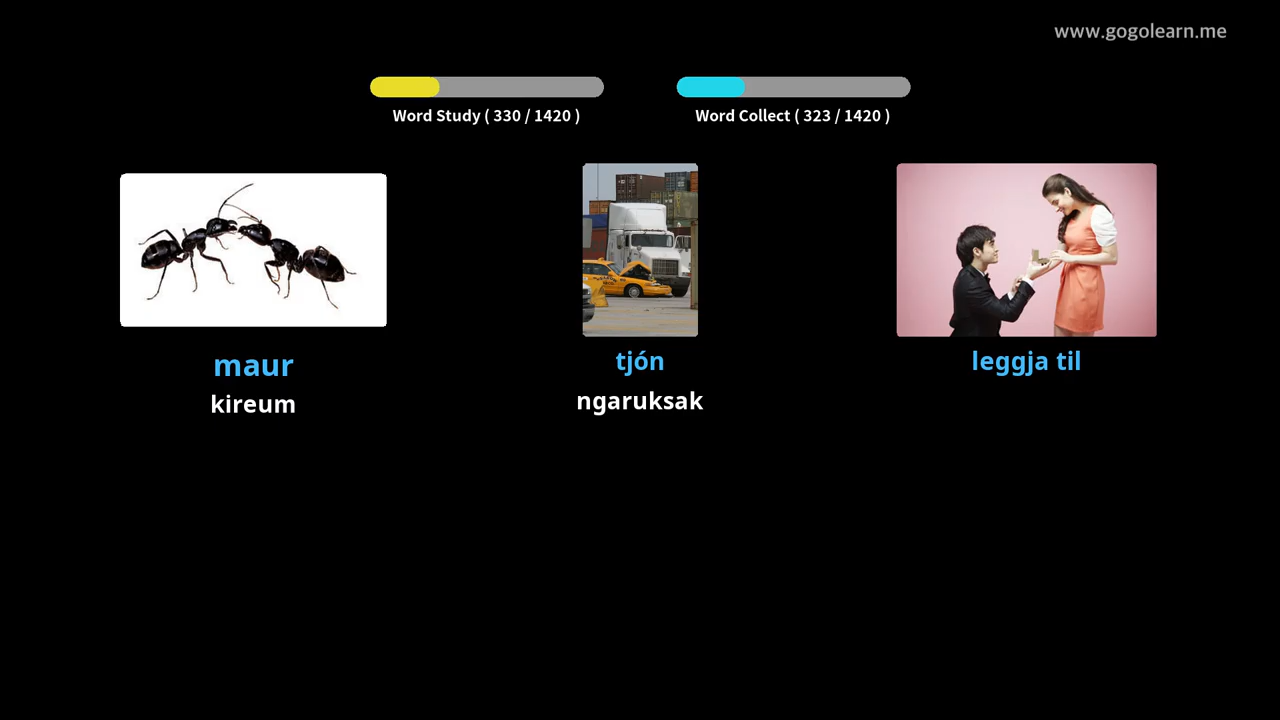 www.gogolearn.me
Word Study ( 330 / 1420 )
Word Collect ( 323 / 1420 )
maur
kireum
tjón
ngaruksak
leggja til